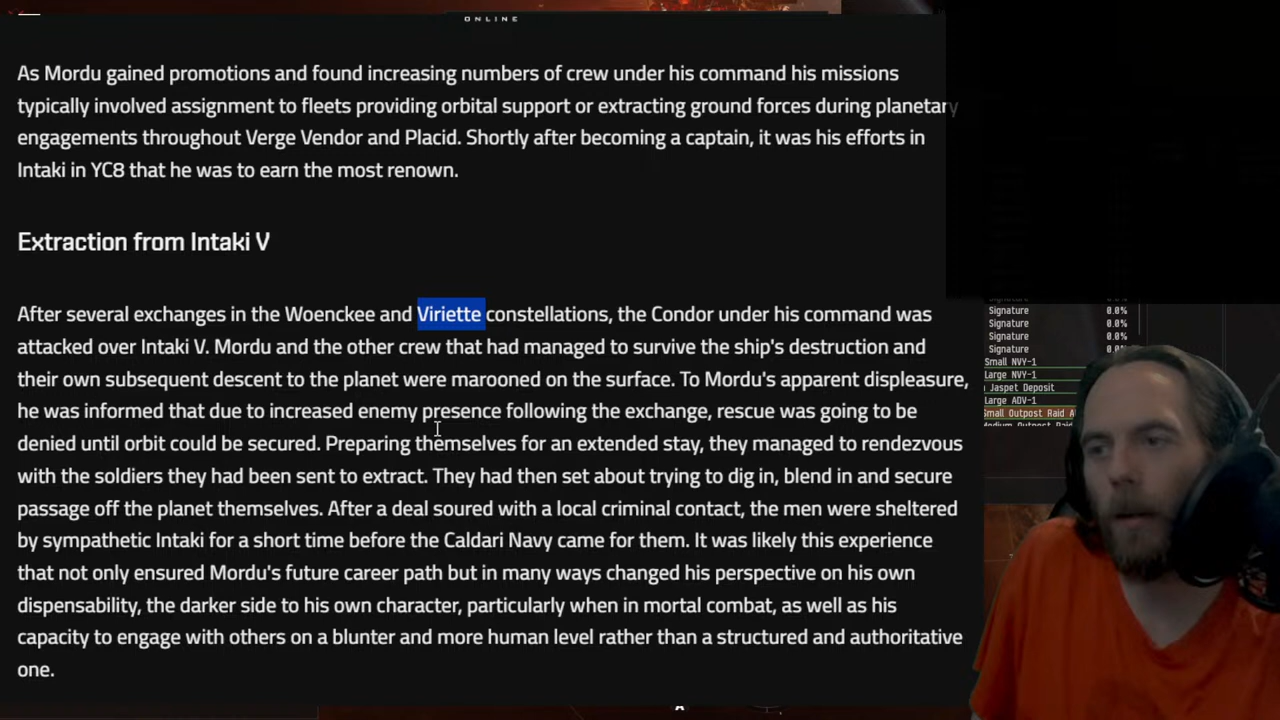 ONLINE
As Mordu gained promotions and found increasing numbers of crew under his command his missions
typically involved assignment to fleets providing orbital support or extracting ground forces during planetary
engagements throughout Verge Vendor and Placid. Shortly after becoming a captain, it was his efforts in
Intaki in YC8 that he was to earn the most renown.
Extraction from Intaki V
After several exchanges in the Woenckee and Viriette constellations, the Condor under his command was
attacked over Intaki V. Mordu and the other crew that had managed to survive the ship's destruction and
their own subsequent descent to the planet were marooned on the surface. To Mordu's apparent displeasure,
he was informed that due to increased enemy presence following the exchange, rescue was going to be
denied until orbit could be secured. Preparing themselves for an extended stay, they managed to rendezvous
with the soldiers they had been sent to extract. They had then set about trying to dig in, blend in and secure
passage off the planet themselves. After a deal soured with a local criminal contact, the men were sheltered
by sympathetic Intaki for a short time before the Caldari Navy came for them. It was likely this experience
that not only ensured Mordu's future career path but in many ways changed his perspective on his own
dispensability, the darker side to his own character, particularly when in mortal combat, as well as his
capacity to engage with others on a blunter and more human level rather than a structured and authoritative
one.
Signature 0.0%
Signature 0.0%
Signature 0.0%
Signature 0.0%
Small NVY-1
Large NVY-1
Jaspet Deposit
Large ADV-1
Small Outpost Raid A
Medium Outpost Raid